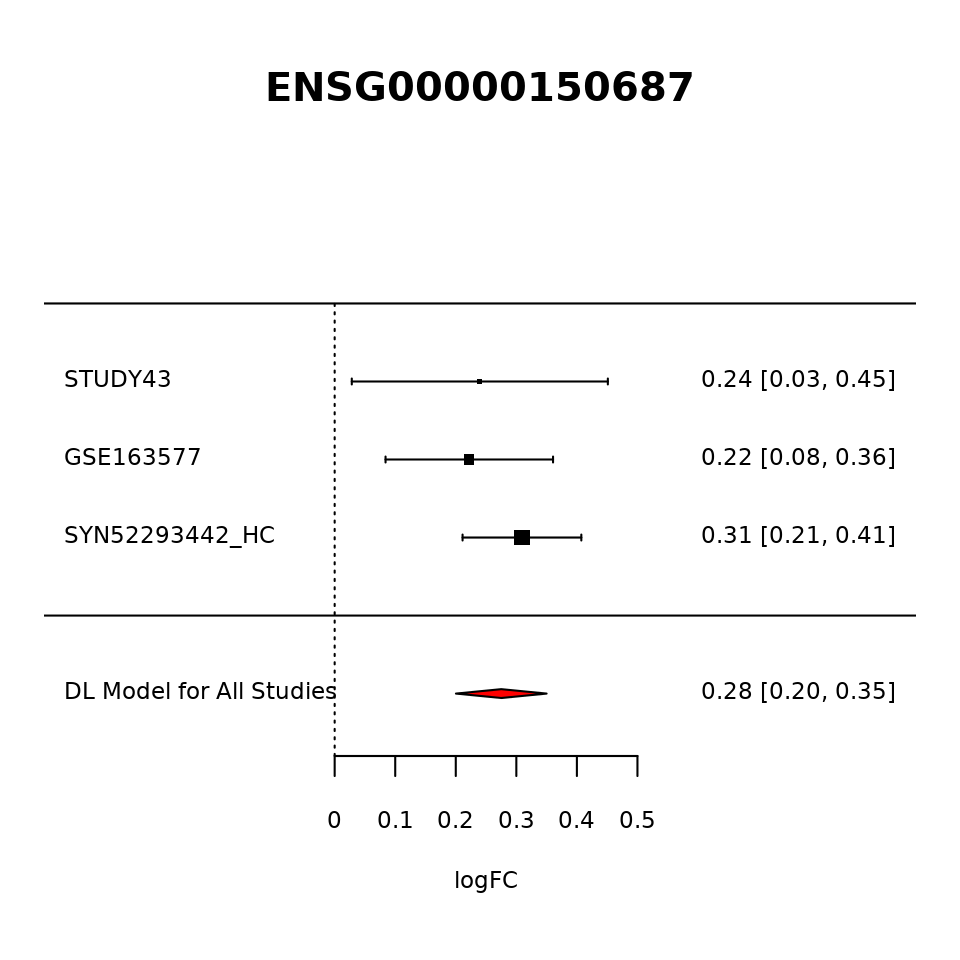 ENSG00000150687
STUDY43 0.24 [0.03, 0.45]
GSE163577 0.22 [0.08, 0.36]
SYN52293442_HC 0.31 [0.21, 0.41]
DL Model for All Studies 0.28 [0.20, 0.35]
0 0.1 0.2 0.3 0.4 0.5
logFC